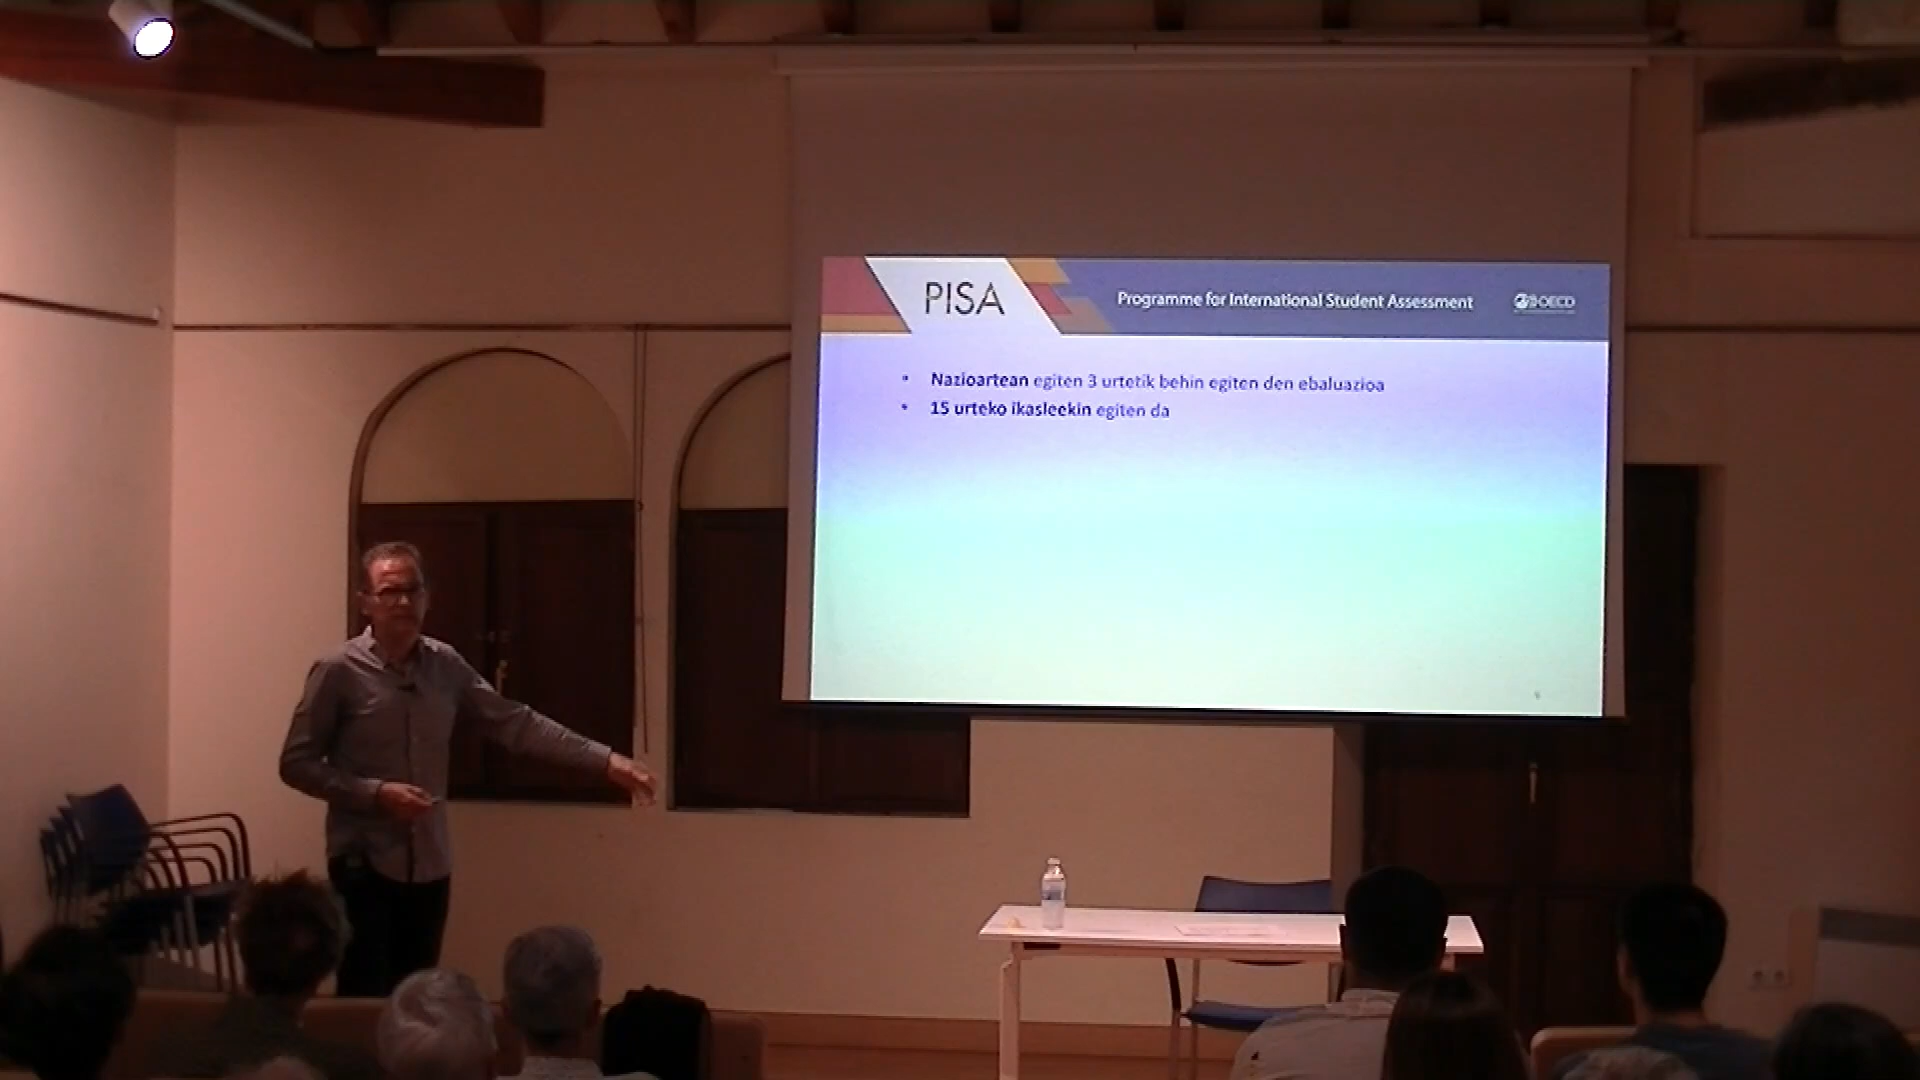 PISA
Programme for International Student Assessment
OECD
• Nazioartean egiten 3 urtetik behin egiten den ebaluazioa
• 15 urteko ikasleekin egiten da